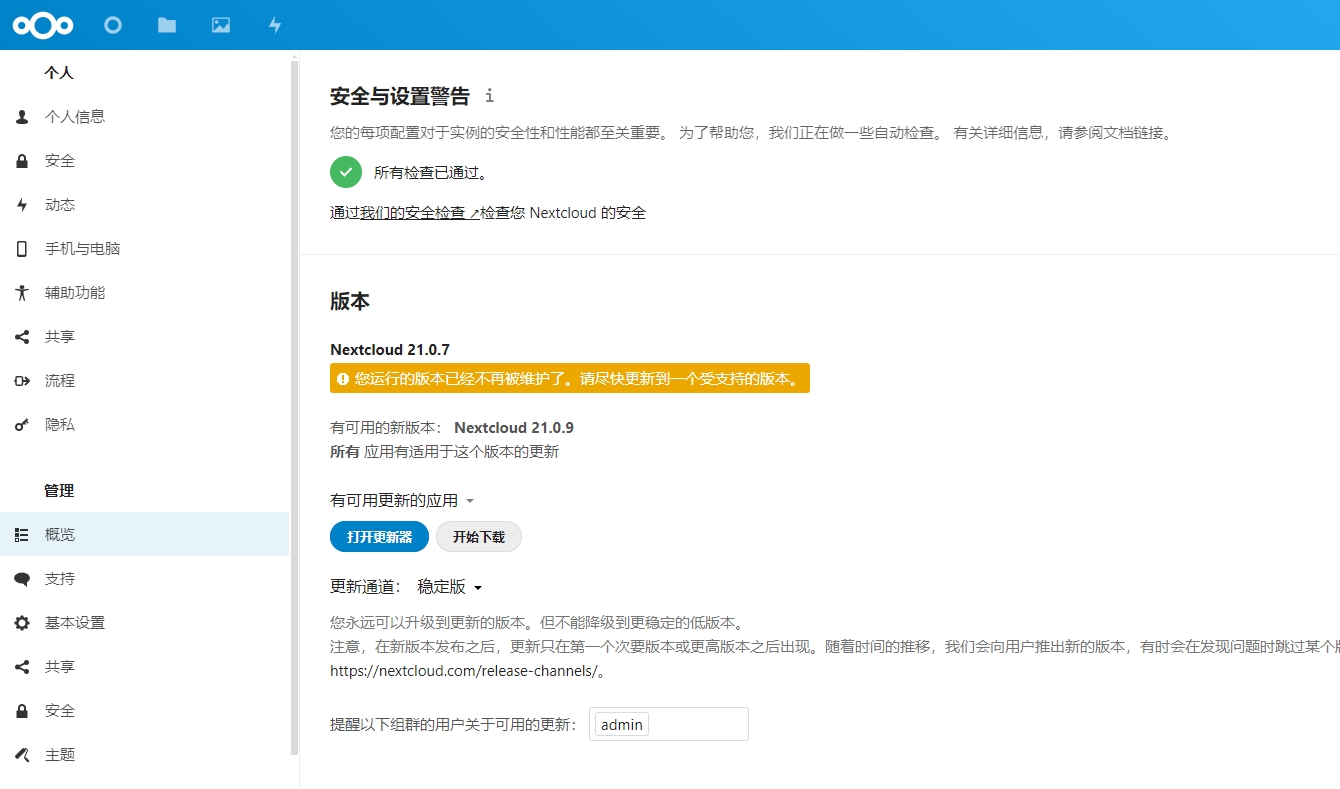 个人
个人信息
安全
动态
手机与电脑
辅助功能
共享
流程
隐私
管理
概览
支持
基本设置
共享
安全
主题
安全与设置警告
您的每项配置对于实例的安全性和性能都至关重要。 为了帮助您，我们正在做一些自动检查。 有关详细信息，请参阅文档链接。
所有检查已通过。
通过我们的安全检查 ↗检查您 Nextcloud 的安全
版本
Nextcloud 21.0.7
您运行的版本已经不再被维护了。请尽快更新到一个受支持的版本。
有可用的新版本： Nextcloud 21.0.9
所有 应用有适用于这个版本的更新
有可用更新的应用
打开更新器 开始下载
更新通道： 稳定版
您永远可以升级到更新的版本。但不能降级到更稳定的低版本。
注意，在新版本发布之后，更新只在第一个次要版本或更高版本之后出现。随着时间的推移，我们会向用户推出新的版本，有时会在发现问题时跳过某个
https://nextcloud.com/release-channels/。
提醒以下组群的用户关于可用的更新： admin